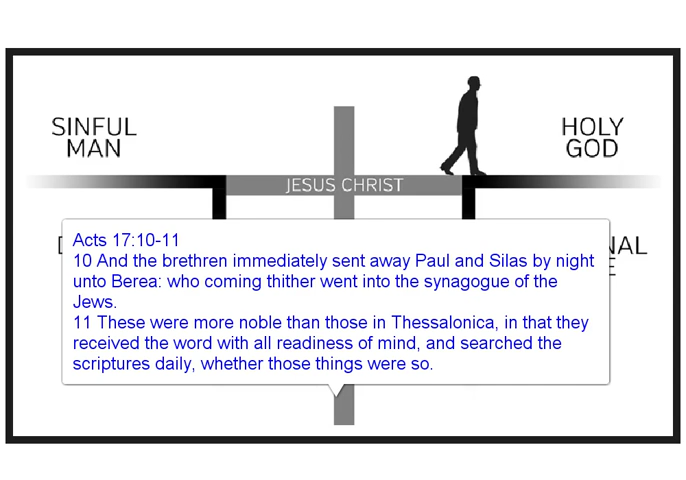 SINFUL
MAN
HOLY
GOD
JESUS CHRIST
Acts 17:10-11
10 And the brethren immediately sent away Paul and Silas by night
unto Berea: who coming thither went into the synagogue of the
Jews.
11 These were more noble than those in Thessalonica, in that they
received the word with all readiness of mind, and searched the
scriptures daily, whether those things were so.